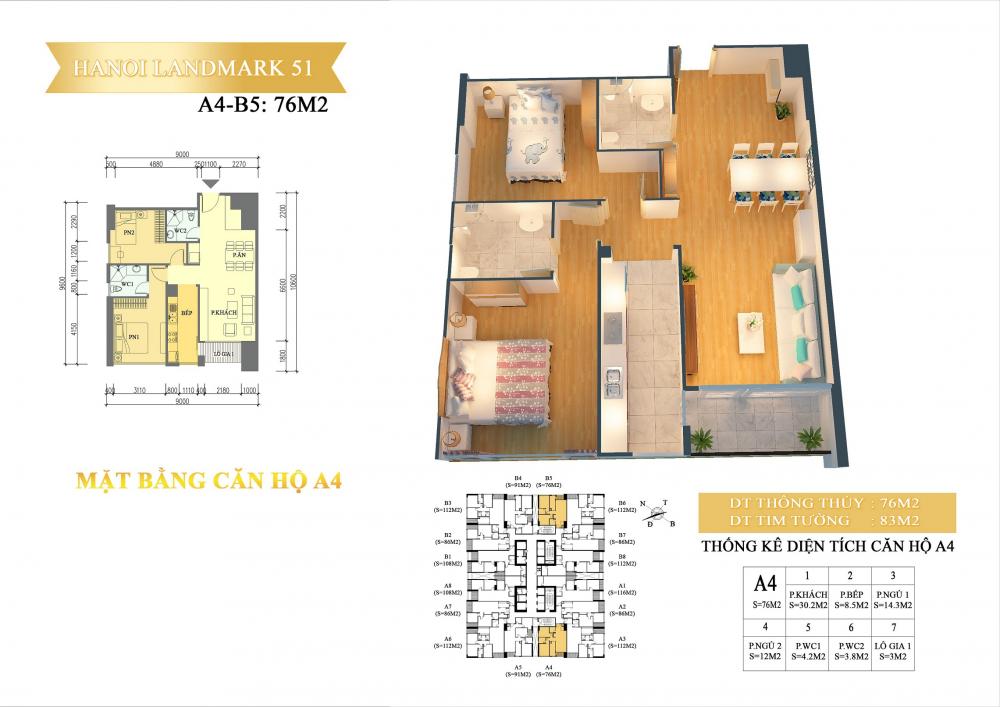 HANOI LANDMARK 51
A4-B5: 76M2
9000
500 4880 250 1100 2270
2290
1200
1160
800
4150
9600
2200
6600
1800
10600
PN2
WC2
P.ĂN
WC1
BẾP
P.KHÁCH
PN1
LÔ GIA 1
400 3110 800 1110 400 2180 1000
9000
MẶT BẰNG CĂN HỘ A4
B4
(S=91M2)
B5
(S=76M2)
B3
(S=112M2)
B6
(S=112M2)
B2
(S=86M2)
B7
(S=86M2)
B1
(S=108M2)
B8
(S=112M2)
A8
(S=108M2)
A1
(S=116M2)
A7
(S=86M2)
A2
(S=86M2)
A6
(S=112M2)
A3
(S=112M2)
A5
(S=91M2)
A4
(S=76M2)
N
T
Đ
B
DT THÔNG THỦY : 76M2
DT TIM TƯỜNG : 83M2
THỐNG KÊ DIỆN TÍCH CĂN HỘ A4
A4
S=76M2
1
P.KHÁCH
S=30.2M2
2
P.BẾP
S=8.5M2
3
P.NGỦ 1
S=14.3M2
4
P.NGỦ 2
S=12M2
5
P.WC1
S=4.2M2
6
P.WC2
S=3.8M2
7
LÔ GIA 1
S=3M2